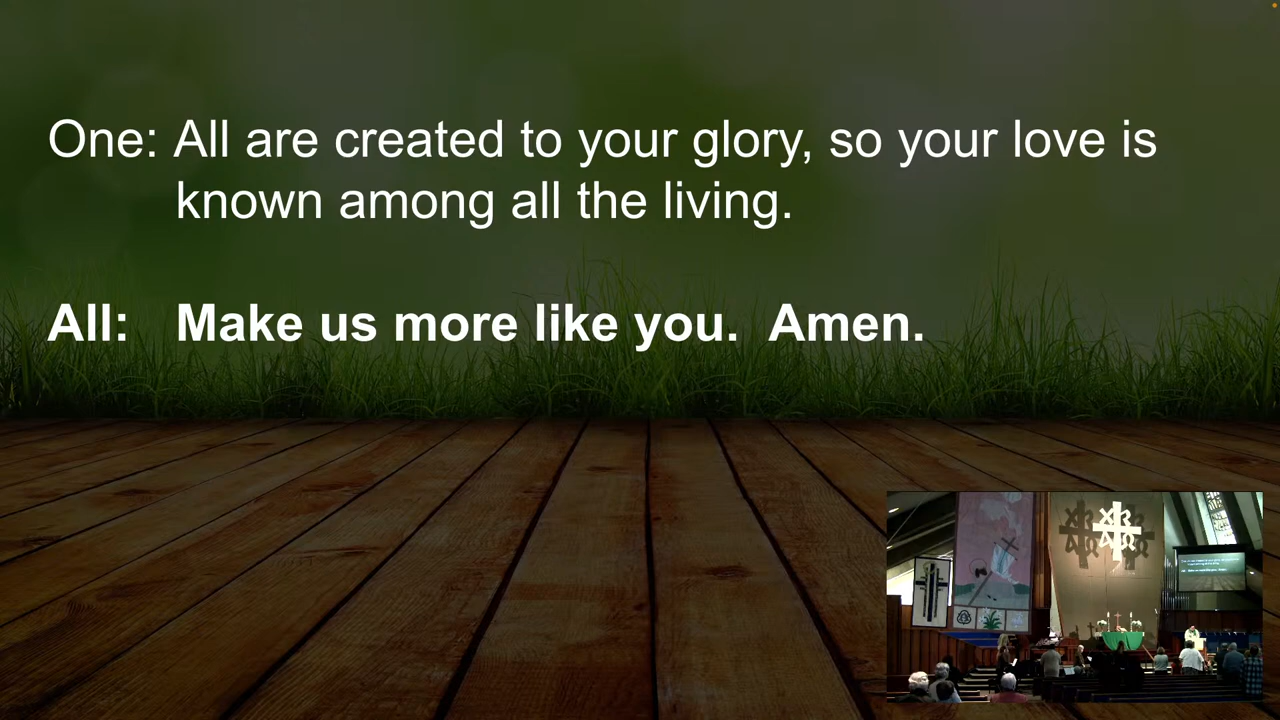 One: All are created to your glory, so your love is
known among all the living.
All: Make us more like you. Amen.